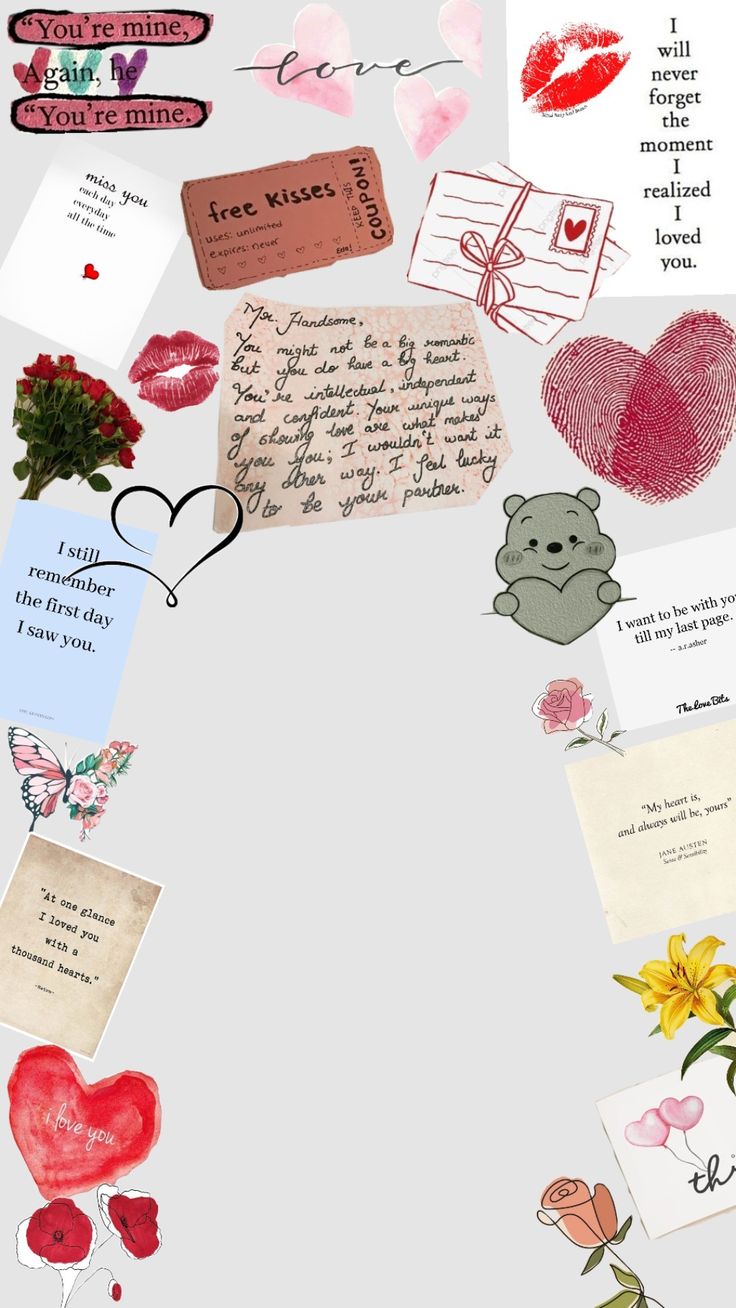 "You're mine,"
Again, he
"You're mine.
love
I
will
never
forget
the
moment
I
realized
I
loved
you.
miss you
each day
everyday
all the time
free Kisses
uses: unlimited
expires: never
KEEP THIS
COUPON!
Mr. Handsome,
You might not be a big romantic
but you do have a big heart.
You're intellectual, independent
and confident. Your unique ways
of showing love are what makes
you you; I wouldn't want it
any other way. I feel lucky
to be your partner.
I still
remember
the first day
I saw you.
I want to be with you
till my last page.
-- a.r.asher
The Love Bits
"My heart is,
and always will be, yours"
JANE AUSTEN
Sense & Sensibility
"At one glance
I loved you
with a
thousand hearts."
i love you
thi